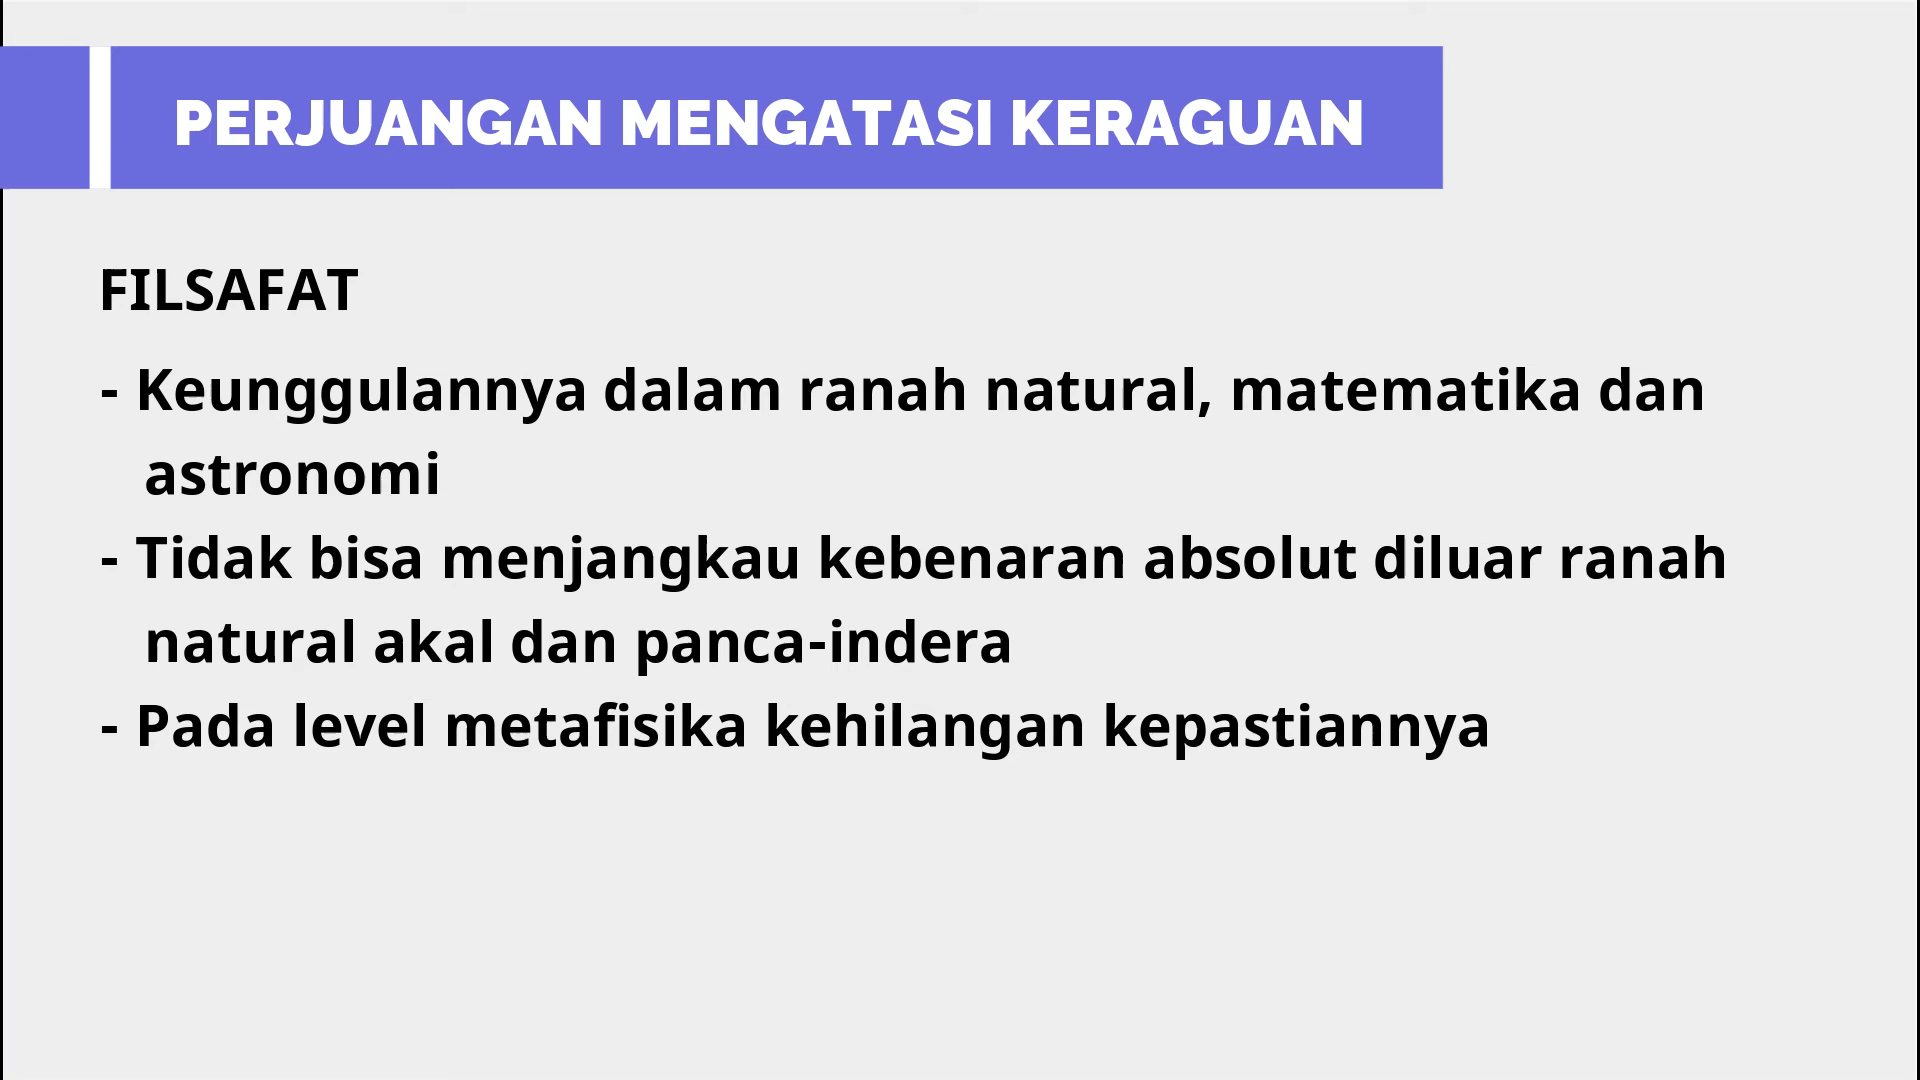 PERJUANGAN MENGATASI KERAGUAN
FILSAFAT
- Keunggulannya dalam ranah natural, matematika dan
astronomi
- Tidak bisa menjangkau kebenaran absolut diluar ranah
natural akal dan panca-indera
- Pada level metafisika kehilangan kepastiannya